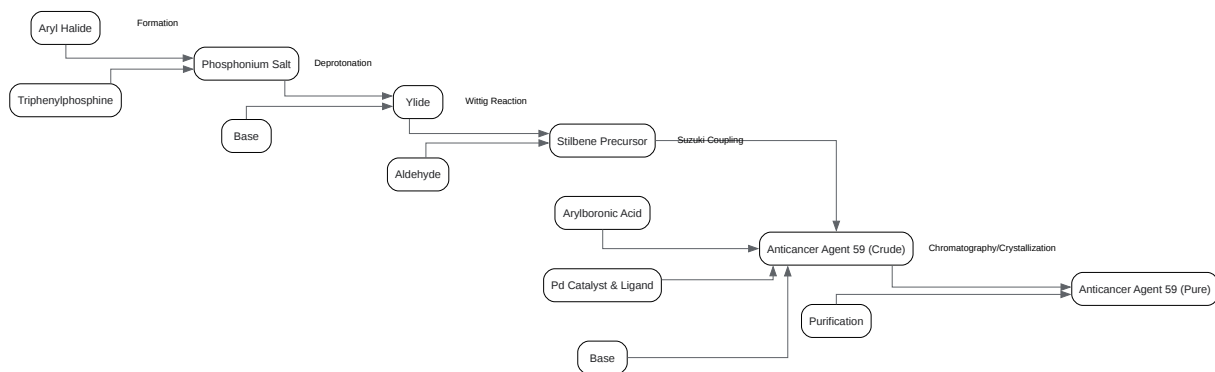 Aryl Halide
Formation
Triphenylphosphine
Phosphonium Salt
Deprotonation
Base
Ylide
Wittig Reaction
Aldehyde
Stilbene Precursor
Suzuki Coupling
Arylboronic Acid
Pd Catalyst & Ligand
Base
Anticancer Agent 59 (Crude)
Chromatography/Crystallization
Purification
Anticancer Agent 59 (Pure)